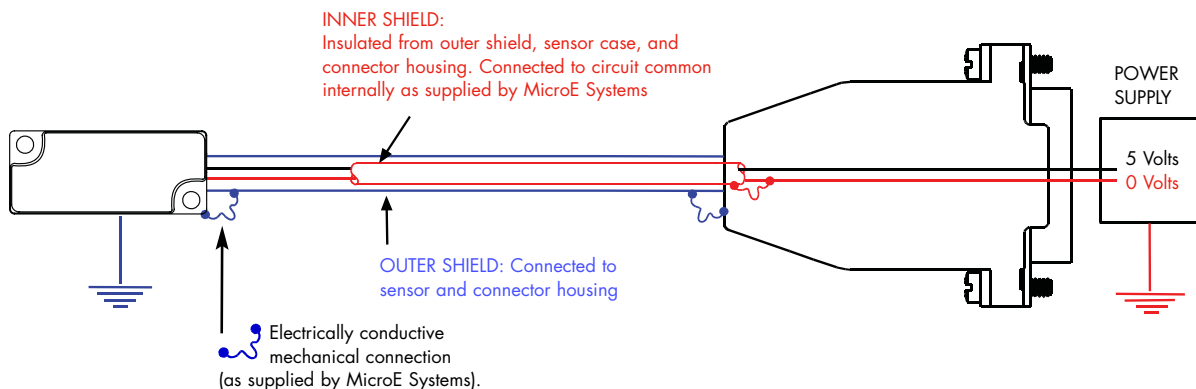 INNER SHIELD:
Insulated from outer shield, sensor case, and
connector housing. Connected to circuit common
internally as supplied by MicroE Systems
POWER
SUPPLY
5 Volts
0 Volts
OUTER SHIELD: Connected to
sensor and connector housing
Electrically conductive
mechanical connection
(as supplied by MicroE Systems).